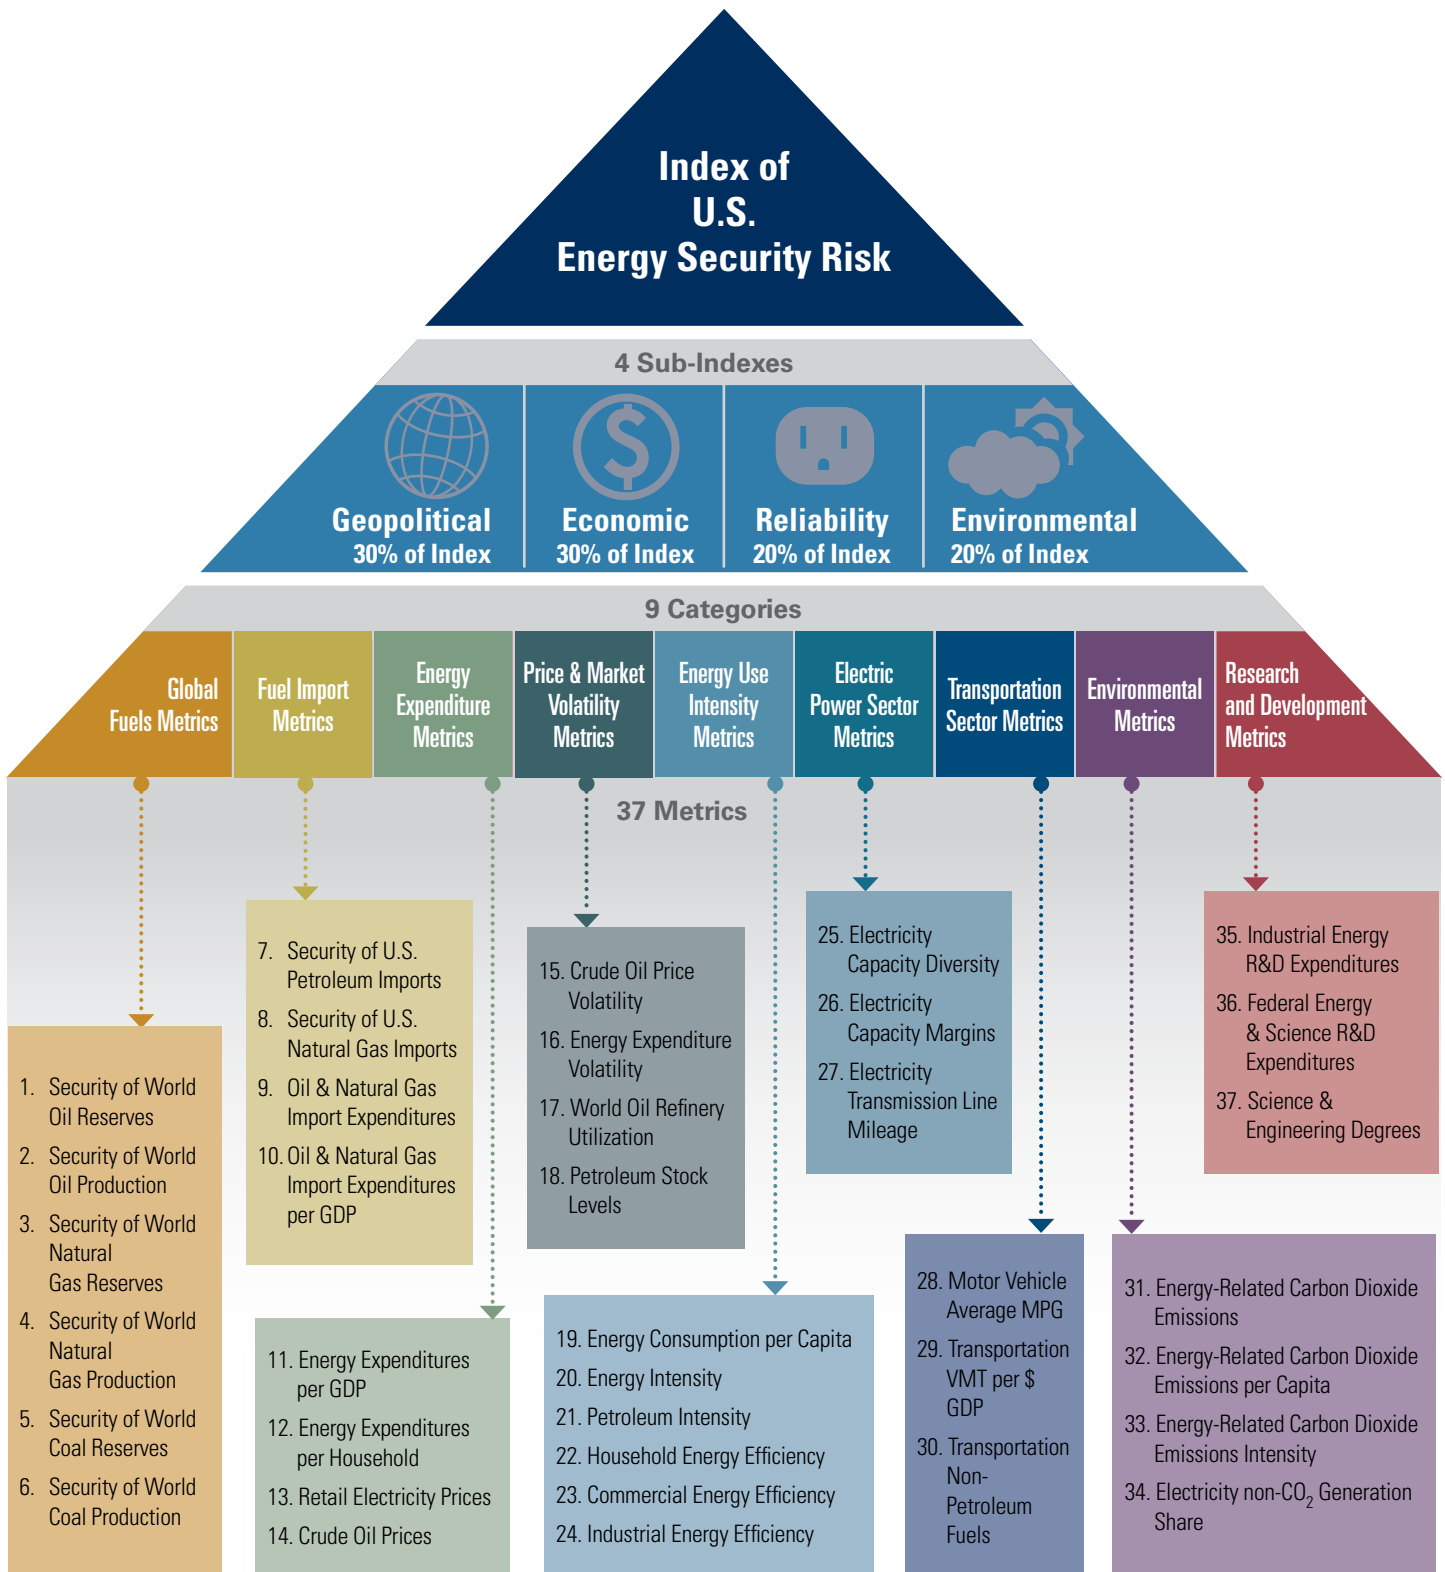 Index of
U.S.
Energy Security Risk
4 Sub-Indexes
Geopolitical
30% of Index
Economic
30% of Index
Reliability
20% of Index
Environmental
20% of Index
9 Categories
Global
Fuels Metrics
Fuel Import
Metrics
Energy
Expenditure
Metrics
Price & Market
Volatility
Metrics
Energy Use
Intensity
Metrics
Electric
Power Sector
Metrics
Transportation
Sector Metrics
Environmental
Metrics
Research
and Development
Metrics
37 Metrics
1. Security of World
Oil Reserves
2. Security of World
Oil Production
3. Security of World
Natural
Gas Reserves
4. Security of World
Natural
Gas Production
5. Security of World
Coal Reserves
6. Security of World
Coal Production
7. Security of U.S.
Petroleum Imports
8. Security of U.S.
Natural Gas Imports
9. Oil & Natural Gas
Import Expenditures
10. Oil & Natural Gas
Import Expenditures
per GDP
11. Energy Expenditures
per GDP
12. Energy Expenditures
per Household
13. Retail Electricity Prices
14. Crude Oil Prices
15. Crude Oil Price
Volatility
16. Energy Expenditure
Volatility
17. World Oil Refinery
Utilization
18. Petroleum Stock
Levels
19. Energy Consumption per Capita
20. Energy Intensity
21. Petroleum Intensity
22. Household Energy Efficiency
23. Commercial Energy Efficiency
24. Industrial Energy Efficiency
25. Electricity
Capacity Diversity
26. Electricity
Capacity Margins
27. Electricity
Transmission Line
Mileage
28. Motor Vehicle
Average MPG
29. Transportation
VMT per $
GDP
30. Transportation
Non-
Petroleum
Fuels
31. Energy-Related Carbon Dioxide
Emissions
32. Energy-Related Carbon Dioxide
Emissions per Capita
33. Energy-Related Carbon Dioxide
Emissions Intensity
34. Electricity non-CO₂ Generation
Share
35. Industrial Energy
R&D Expenditures
36. Federal Energy
& Science R&D
Expenditures
37. Science &
Engineering Degrees